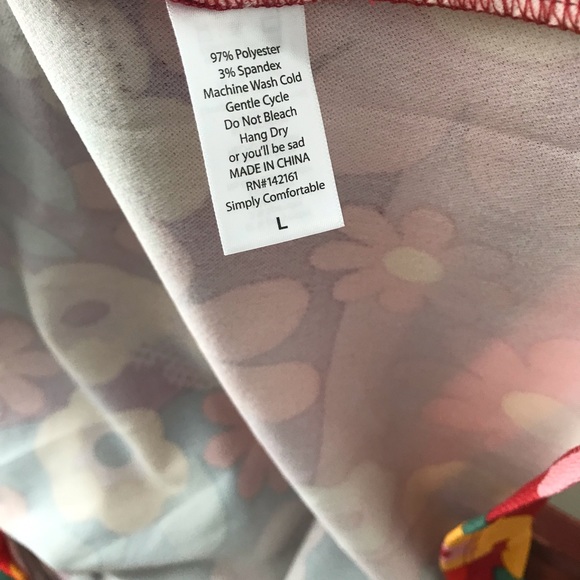 97% Polyester
3% Spandex
Machine Wash Cold
Gentle Cycle
Do Not Bleach
Hang Dry
or you'll be sad
MADE IN CHINA
RN#142161
Simply Comfortable
L